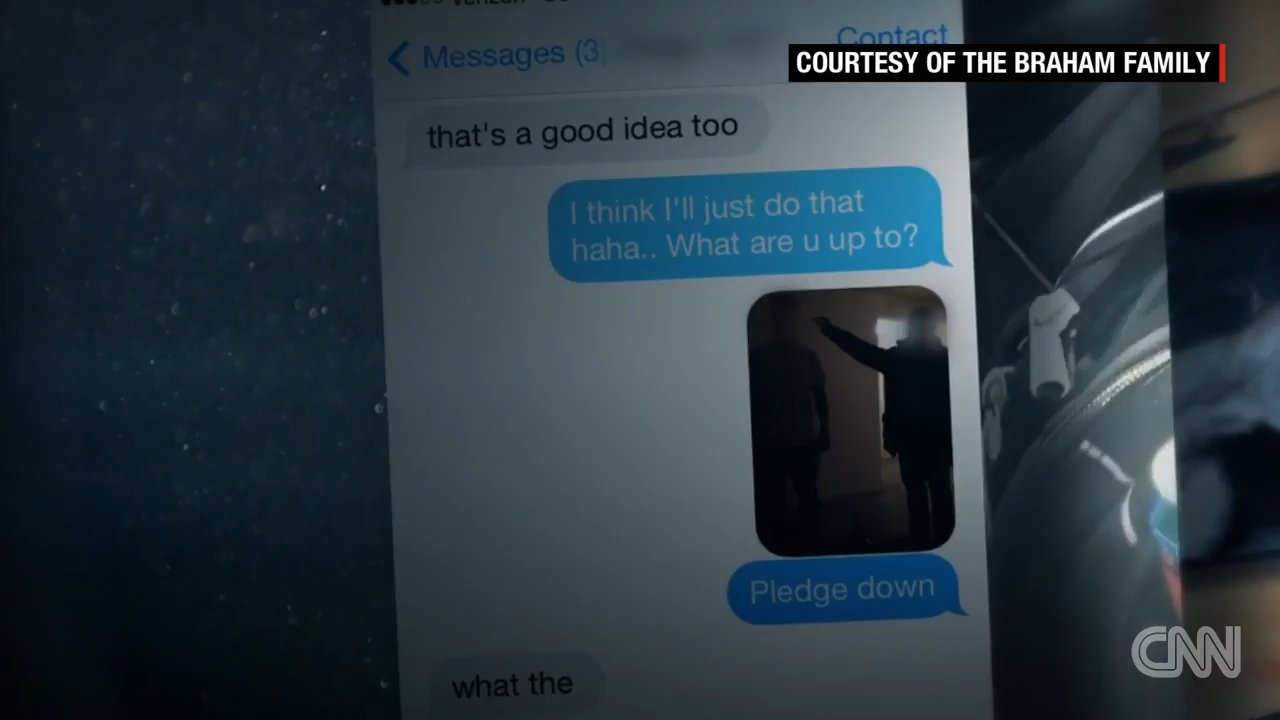 Messages (3)
Contact
COURTESY OF THE BRAHAM FAMILY
that's a good idea too
I think I'll just do that
haha.. What are u up to?
Pledge down
what the
CNN